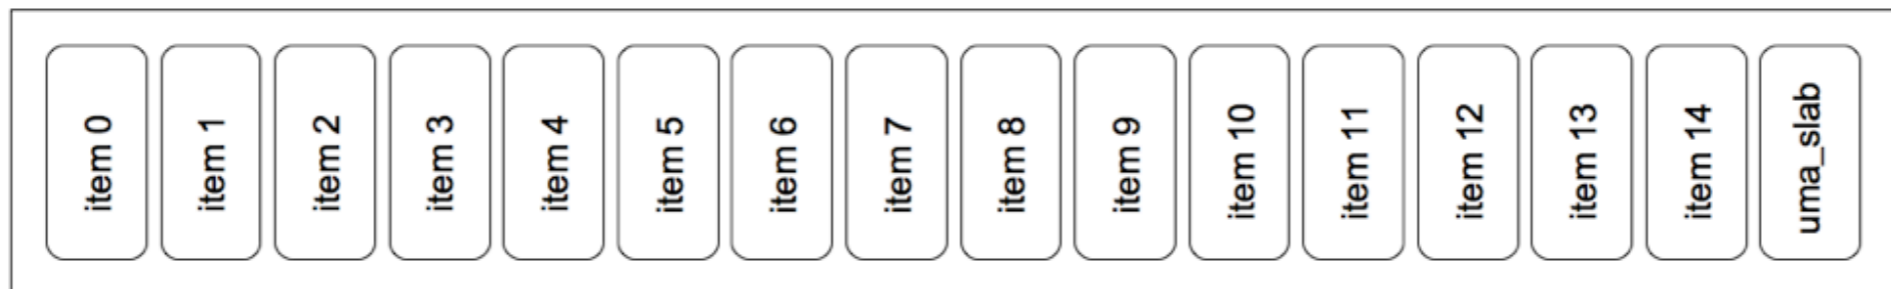 item 0
item 1
item 2
item 3
item 4
item 5
item 6
item 7
item 8
item 9
item 10
item 11
item 12
item 13
item 14
uma_slab